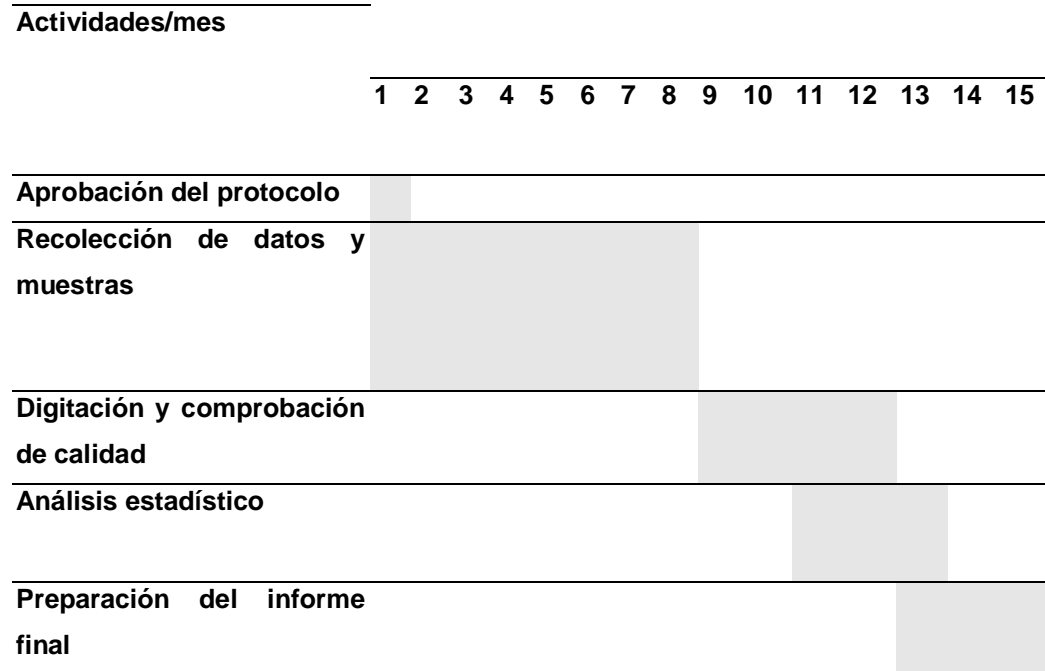 Actividades/mes
1 2 3 4 5 6 7 8 9 10 11 12 13 14 15
Aprobación del protocolo
Recolección de datos y
muestras
Digitación y comprobación
de calidad
Análisis estadístico
Preparación del informe
final